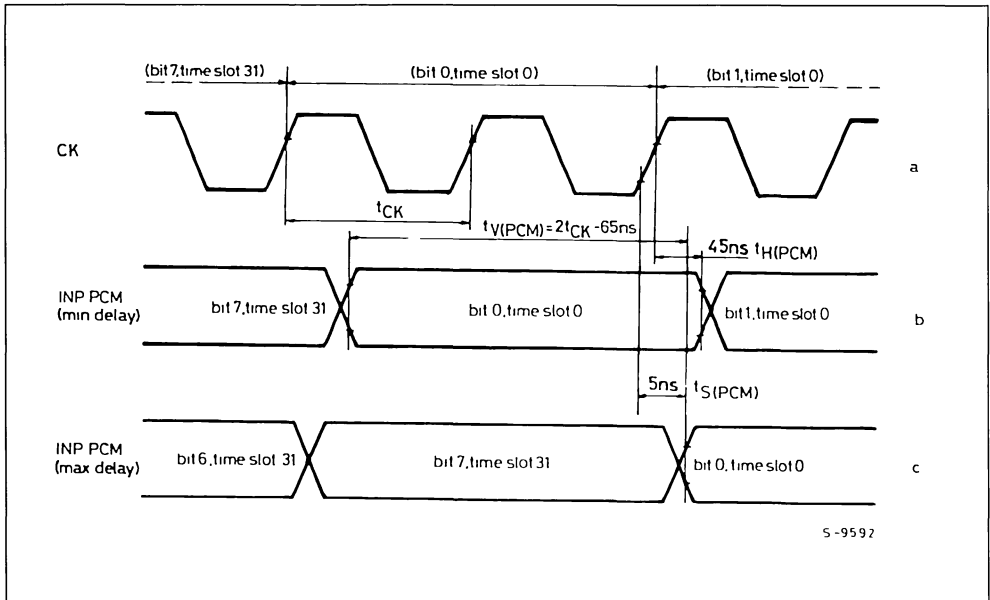 (bit 7, time slot 31) (bit 0, time slot 0) (bit 1, time slot 0)
CK
a
tCK
tV(PCM) = 2tCK -65ns
45ns tH(PCM)
INP PCM
(min delay)
bit 7, time slot 31 bit 0, time slot 0 bit 1, time slot 0
b
5ns tS(PCM)
INP PCM
(max delay)
bit 6, time slot 31 bit 7, time slot 31 bit 0, time slot 0
c
S-9592